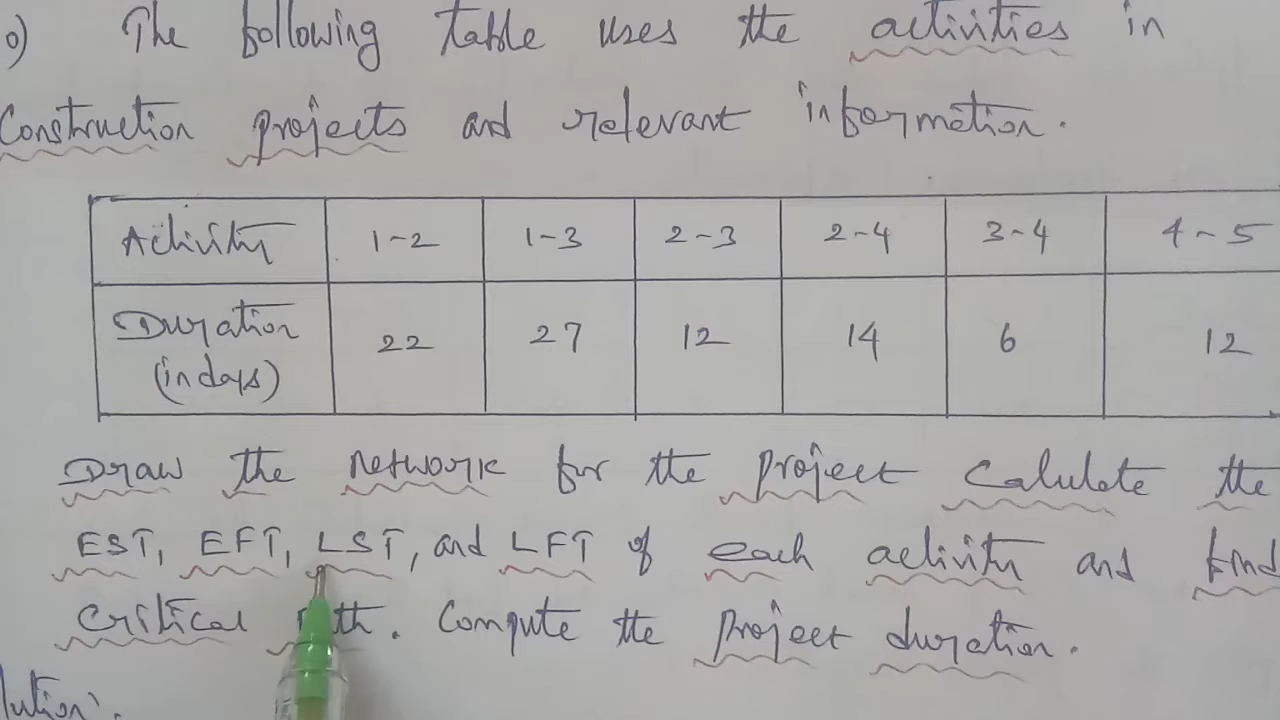 o) The following table uses the activities in
Construction projects and relevant information.
Activity 1-2 1-3 2-3 2-4 3-4 4-5
Duration (in days) 22 27 12 14 6 12
Draw the network for the project Calulate the
EST, EFT, LST, and LFT of each activity and find
Critical Path. Compute the project duration.
lution: